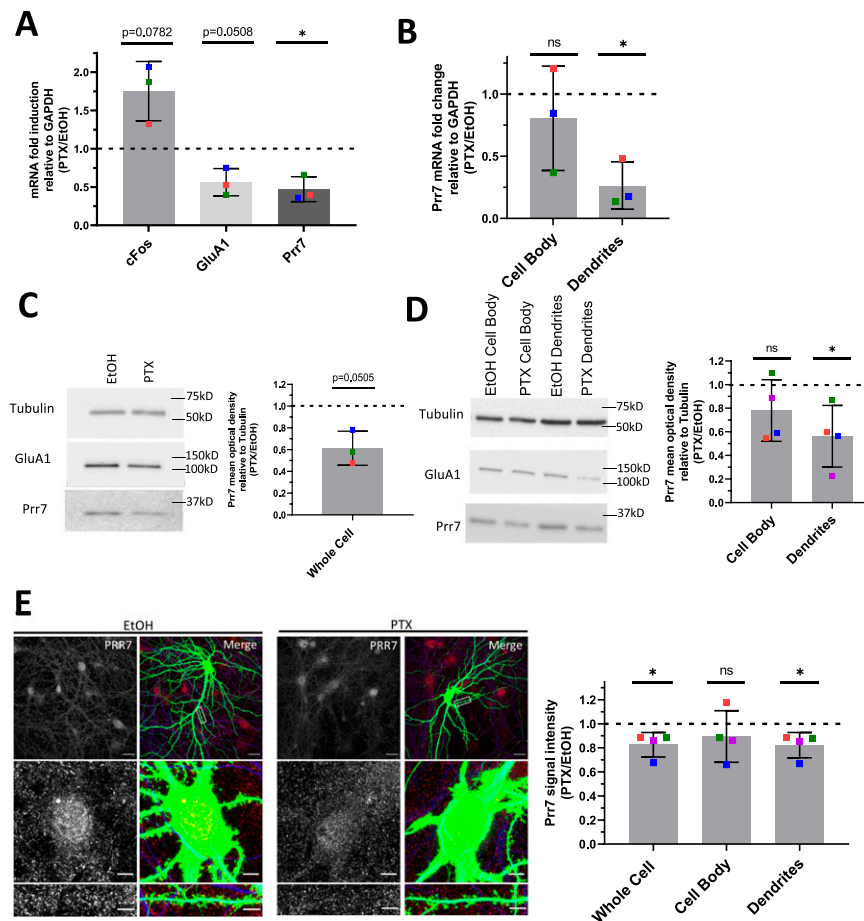 A
p=0.0782 p=0.0508 *
mRNA fold induction
relative to GAPDH
(PTX/EtOH)
2.0
1.5
1.0
0.5
0.0
cFos GluA1 Prr7
B
ns *
Prr7 mRNA fold change
relative to GAPDH
(PTX/EtOH)
1.0
0.5
0
Cell Body Dendrites
C
EtOH PTX
Tubulin
75kD
50kD
GluA1
150kD
100kD
Prr7
37kD
p=0.0505
Prr7 mean optical density
relative to Tubulin
(PTX/EtOH)
1.2
1.0
0.8
0.6
0.4
0.2
0.0
Whole Cell
D
EtOH Cell Body
PTX Cell Body
EtOH Dendrites
PTX Dendrites
Tubulin
75kD
50kD
GluA1
150kD
100kD
Prr7
37kD
ns *
Prr7 mean optical density
relative to Tubulin
(PTX/EtOH)
1.2
1.0
0.8
0.6
0.4
0.2
0.0
Cell Body Dendrites
E
EtOH PTX
PRR7 Merge PRR7 Merge
* ns *
Prr7 signal intensity
(PTX/EtOH)
1.2
1.0
0.8
0.6
0.4
0.2
0
Whole Cell Cell Body Dendrites